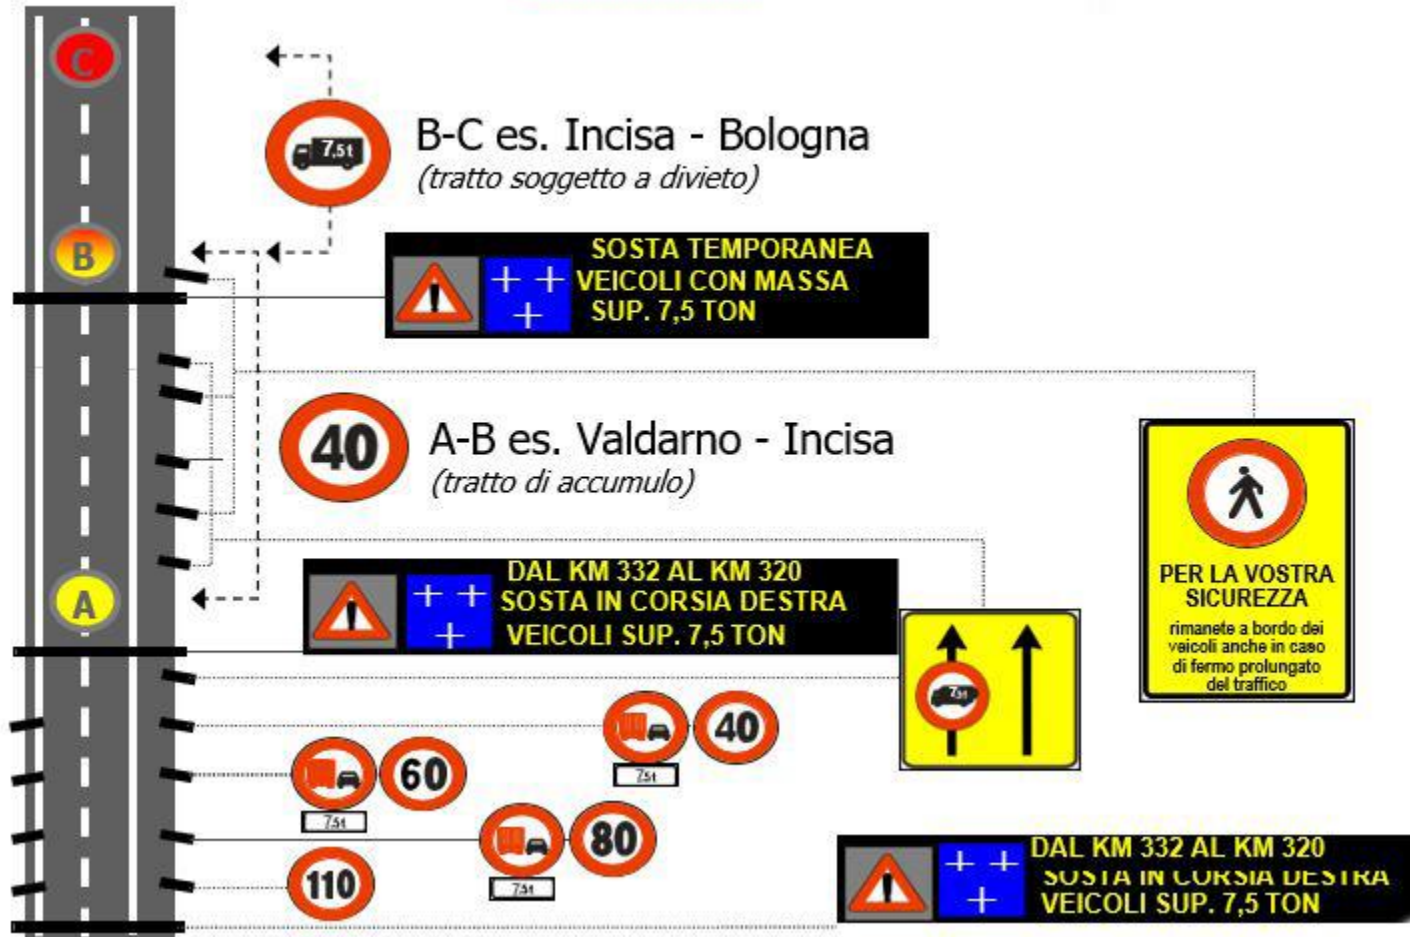 C
7,5t
B-C es. Incisa - Bologna
(tratto soggetto a divieto)
B
SOSTA TEMPORANEA
VEICOLI CON MASSA
SUP. 7,5 TON
40
A-B es. Valdarno - Incisa
(tratto di accumulo)
PER LA VOSTRA
SICUREZZA
rimanete a bordo dei
veicoli anche in caso
di fermo prolungato
del traffico
A
DAL KM 332 AL KM 320
SOSTA IN CORSIA DESTRA
VEICOLI SUP. 7,5 TON
7,5t
40
7,5t
60
7,5t
80
7,5t
110
DAL KM 332 AL KM 320
SOSTA IN CORSIA DESTRA
VEICOLI SUP. 7,5 TON